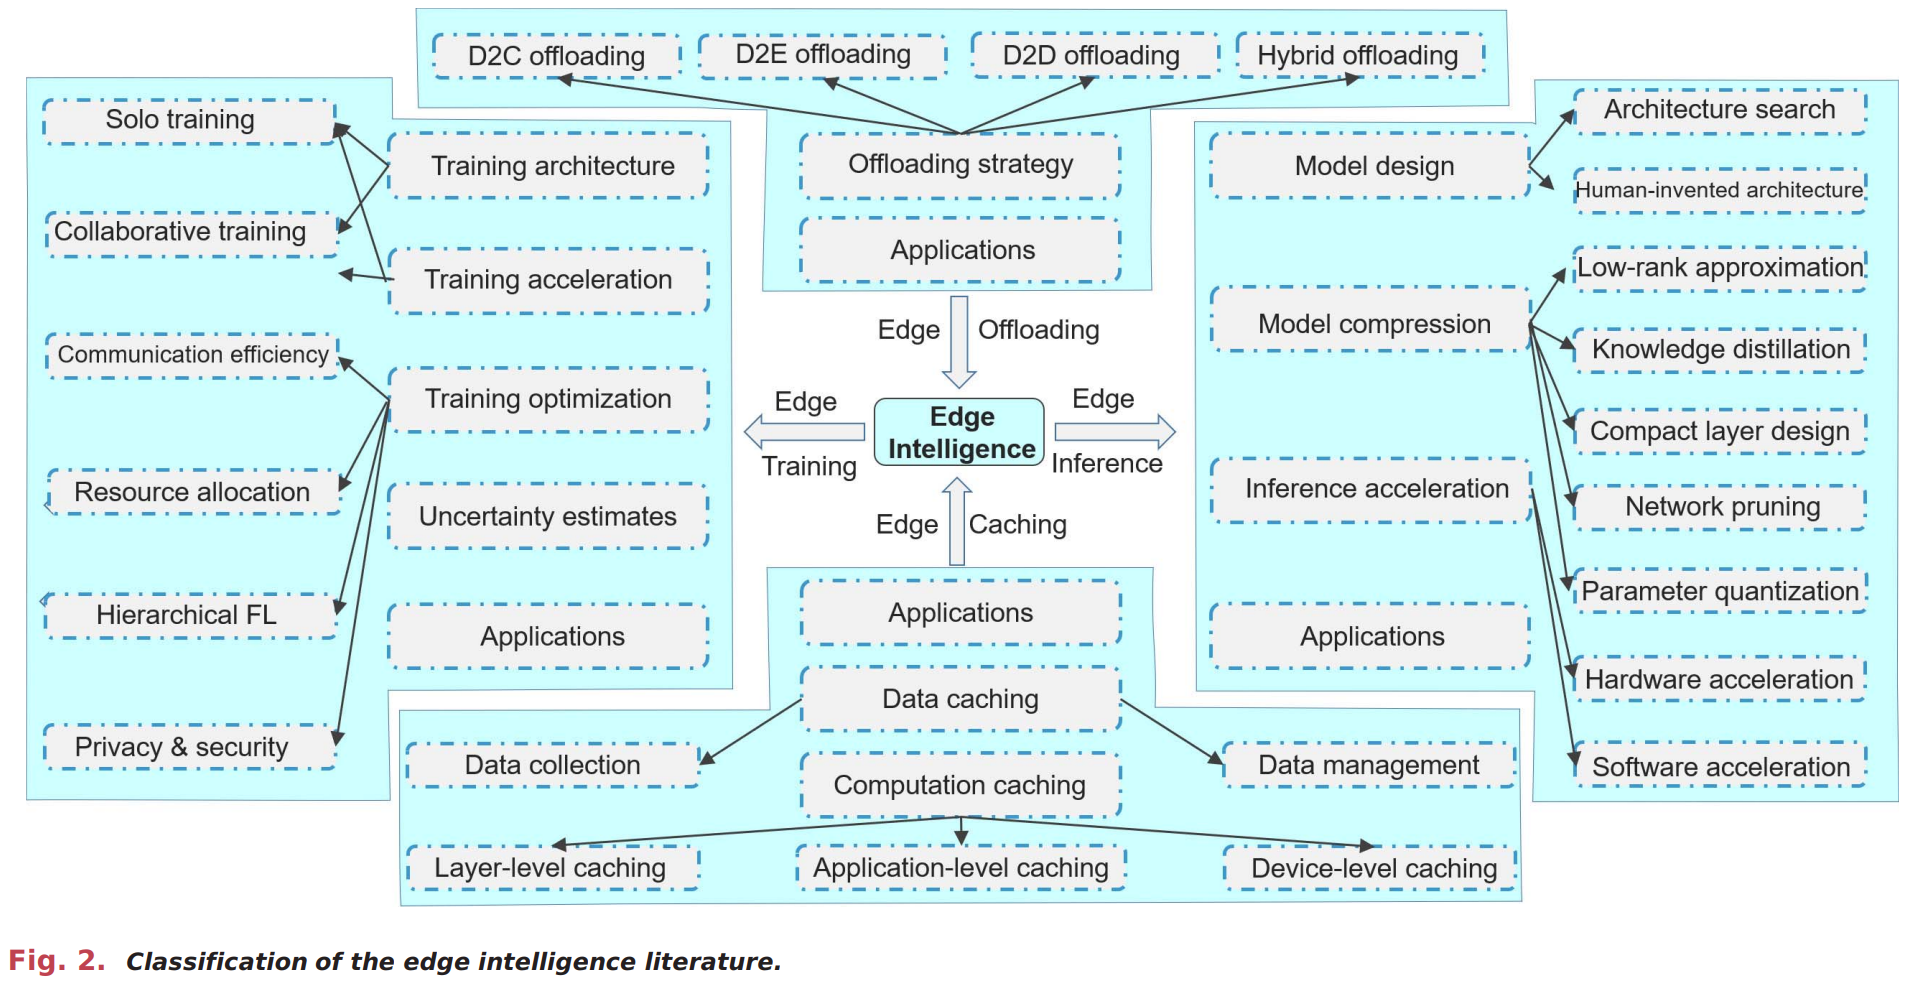 D2C offloading
D2E offloading
D2D offloading
Hybrid offloading
Offloading strategy
Applications
Solo training
Collaborative training
Communication efficiency
Resource allocation
Hierarchical FL
Privacy & security
Training architecture
Training acceleration
Training optimization
Uncertainty estimates
Applications
Edge Offloading
Edge
Training
Edge
Intelligence
Edge
Inference
Edge Caching
Model design
Model compression
Inference acceleration
Applications
Architecture search
Human-invented architecture
Low-rank approximation
Knowledge distillation
Compact layer design
Network pruning
Parameter quantization
Hardware acceleration
Software acceleration
Applications
Data caching
Data collection
Computation caching
Data management
Layer-level caching
Application-level caching
Device-level caching
Fig. 2. Classification of the edge intelligence literature.